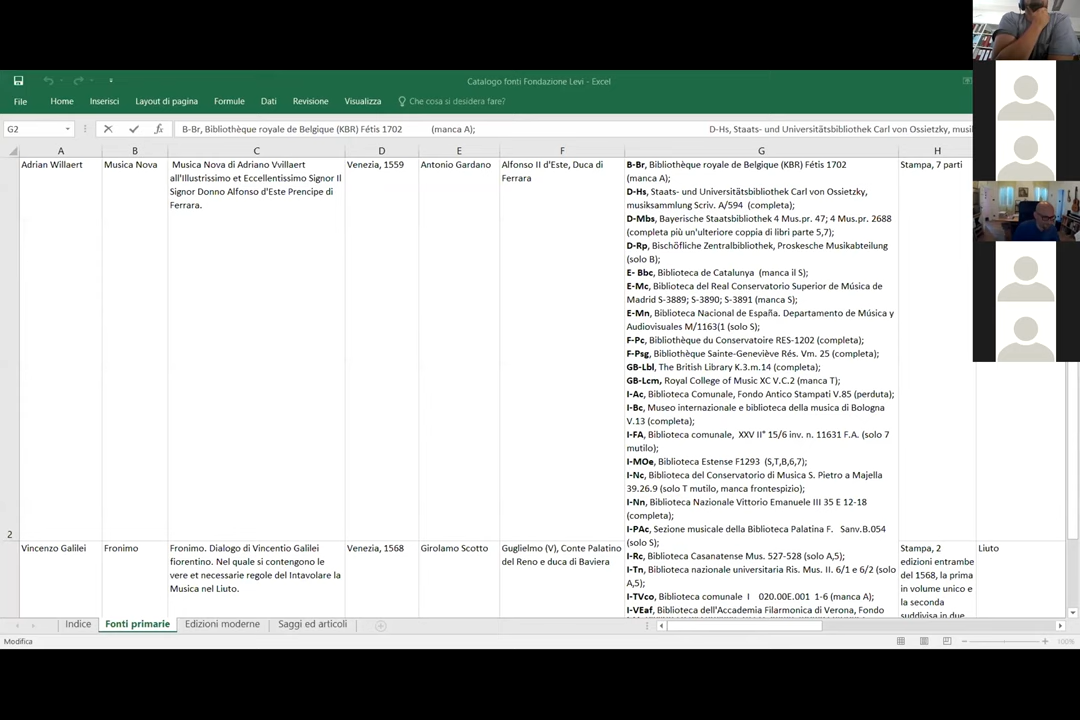 Catalogo fonti Fondazione Levi - Excel
File Home Inserisci Layout di pagina Formule Dati Revisione Visualizza Che cosa si desidera fare?
G2 fx B-Br, Bibliothèque royale de Belgique (KBR) Fétis 1702 (manca A); D-Hs, Staats- und Universitätsbibliothek Carl von Ossietzky, musik
A B C D E F G H
Adrian Willaert
Musica Nova
Musica Nova di Adriano Vvillaert
all'Illustrissimo et Eccellentissimo Signor Il
Signor Donno Alfonso d'Este Prencipe di
Ferrara.
Venezia, 1559
Antonio Gardano
Alfonso II d'Este, Duca di
Ferrara
B-Br, Bibliothèque royale de Belgique (KBR) Fétis 1702
(manca A);
D-Hs, Staats- und Universitätsbibliothek Carl von Ossietzky,
musiksammlung Scriv. A/594 (completa);
D-Mbs, Bayerische Staatsbibliothek 4 Mus.pr. 47; 4 Mus.pr. 2688
(completa più un'ulteriore coppia di libri parte 5,7);
D-Rp, Bischöfliche Zentralbibliothek, Proskesche Musikabteilung
(solo B);
E- Bbc, Biblioteca de Catalunya (manca il S);
E-Mc, Biblioteca del Real Conservatorio Superior de Música de
Madrid S-3889; S-3890; S-3891 (manca S);
E-Mn, Biblioteca Nacional de España. Departamento de Música y
Audiovisuales M/1163(1 (solo S);
F-Pc, Bibliothèque du Conservatoire RES-1202 (completa);
F-Psg, Bibliothèque Sainte-Geneviève Rés. Vm. 25 (completa);
GB-Lbl, The British Library K.3.m.14 (completa);
GB-Lcm, Royal College of Music XC V.C.2 (manca T);
I-Ac, Biblioteca Comunale, Fondo Antico Stampati V.85 (perduta);
I-Bc, Museo internazionale e biblioteca della musica di Bologna
V.13 (completa);
I-FA, Biblioteca comunale, XXV II° 15/6 inv. n. 11631 F.A. (solo 7
mutilo);
I-MOe, Biblioteca Estense F1293 (S,T,B,6,7);
I-Nc, Biblioteca del Conservatorio di Musica S. Pietro a Majella
39.26.9 (solo T mutilo, manca frontespizio);
I-Nn, Biblioteca Nazionale Vittorio Emanuele III 35 E 12-18
(completa);
I-PAc, Sezione musicale della Biblioteca Palatina F. Sanv.B.054
(solo S);
I-Rc, Biblioteca Casanatense Mus. 527-528 (solo A,5);
I-Tn, Biblioteca nazionale universitaria Ris. Mus. II. 6/1 e 6/2 (solo
A,5);
I-TVco, Biblioteca comunale I 020.00E.001 1-6 (manca A);
I-VEaf, Biblioteca dell'Accademia Filarmonica di Verona, Fondo
Stampa, 7 parti
2
Vincenzo Galilei
Fronimo
Fronimo. Dialogo di Vincentio Galilei
fiorentino. Nel quale si contengono le
vere et necessarie regole del Intavolare la
Musica nel Liuto.
Venezia, 1568
Girolamo Scotto
Guglielmo (V), Conte Palatino
del Reno e duca di Baviera
Stampa, 2
edizioni entrambe
del 1568, la prima
in volume unico e
la seconda
suddivisa in due
Liuto
Indice Fonti primarie Edizioni moderne Saggi ed articoli
Modifica
100%